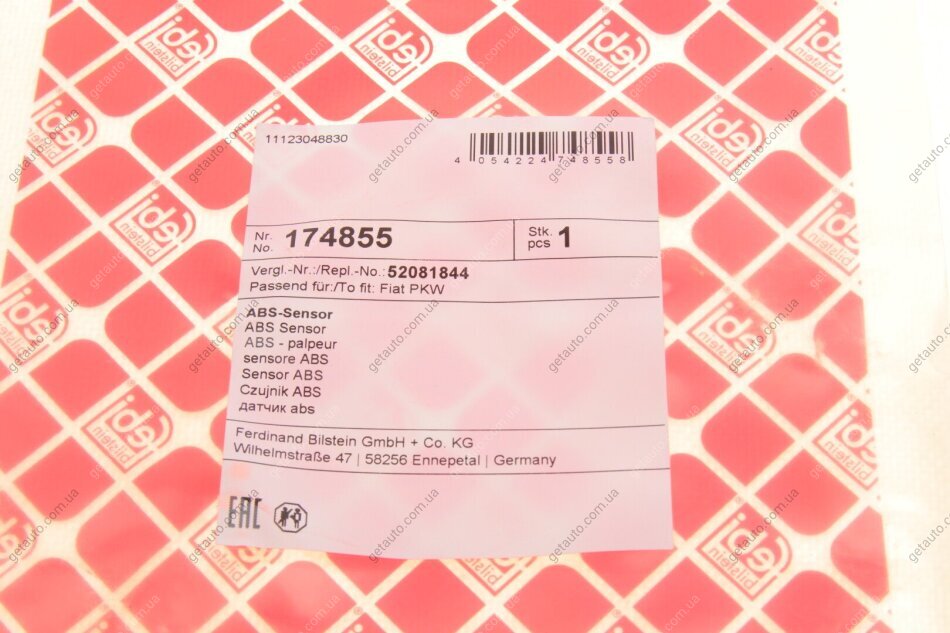 11123048830
4 054224 748558
Nr. No. 174855
Stk. pcs 1
Vergl.-Nr.:/Repl.-No.: 52081844
Passend für:/To fit: Fiat PKW
ABS-Sensor
ABS Sensor
ABS - palpeur
sensore ABS
Sensor ABS
Czujnik ABS
датчик abs
Ferdinand Bilstein GmbH + Co. KG
Wilhelmstraße 47 | 58256 Ennepetal | Germany
EAC
febi
bilstein
getauto.com.ua